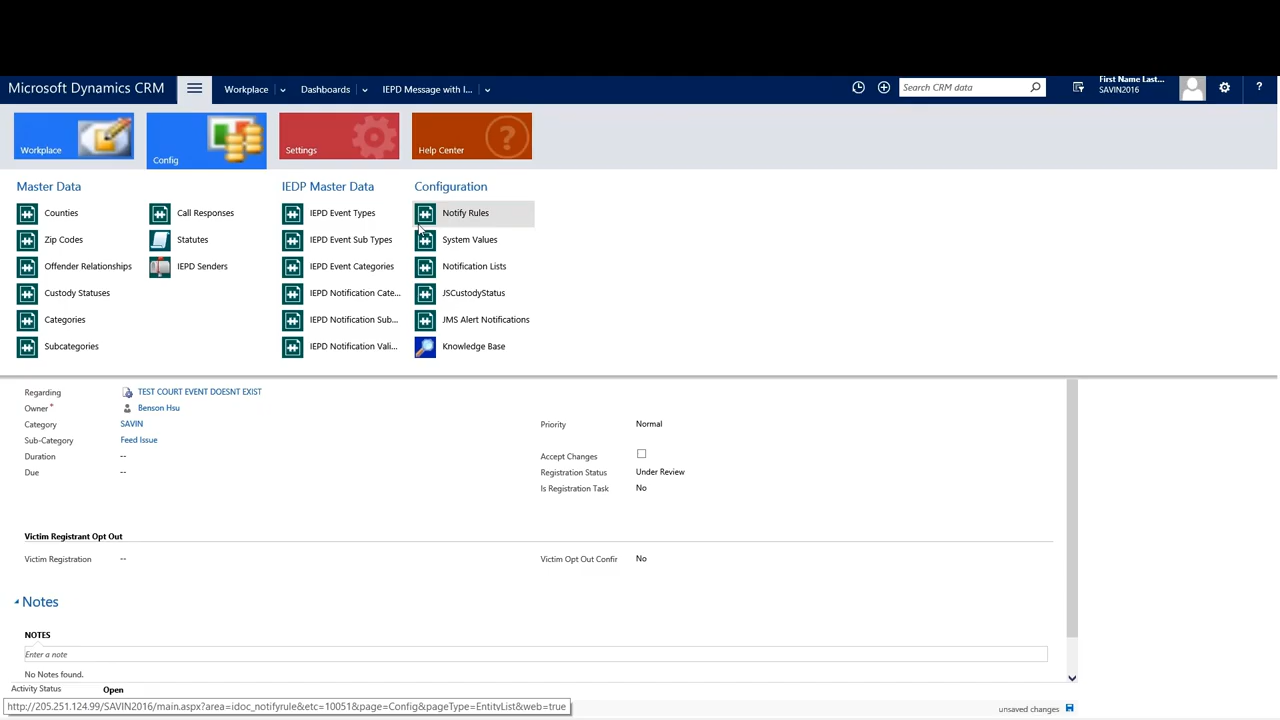 Microsoft Dynamics CRM
Workplace
Dashboards
IEPD Message with I...
Search CRM data
First Name Last...
SAVIN2016
?
Workplace
Config
Settings
Help Center
Master Data
IEDP Master Data
Configuration
Counties
Call Responses
IEPD Event Types
Notify Rules
Zip Codes
Statutes
IEPD Event Sub Types
System Values
Offender Relationships
IEPD Senders
IEPD Event Categories
Notification Lists
Custody Statuses
IEPD Notification Cate...
JSCustodyStatus
Categories
IEPD Notification Sub...
JMS Alert Notifications
Subcategories
IEPD Notification Vali...
Knowledge Base
Regarding
TEST COURT EVENT DOESNT EXIST
Owner *
Benson Hsu
Category
SAVIN
Priority
Normal
Sub-Category
Feed Issue
Duration
--
Accept Changes
Due
--
Registration Status
Under Review
Is Registration Task
No
Victim Registrant Opt Out
Victim Registration
--
Victim Opt Out Confir
No
Notes
NOTES
Enter a note
No Notes found.
Activity Status
Open
http://205.251.124.99/SAVIN2016/main.aspx?area=idoc_notifyrule&etc=10051&page=Config&pageType=EntityList&web=true
unsaved changes